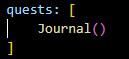 quests: [
    Journal()
]